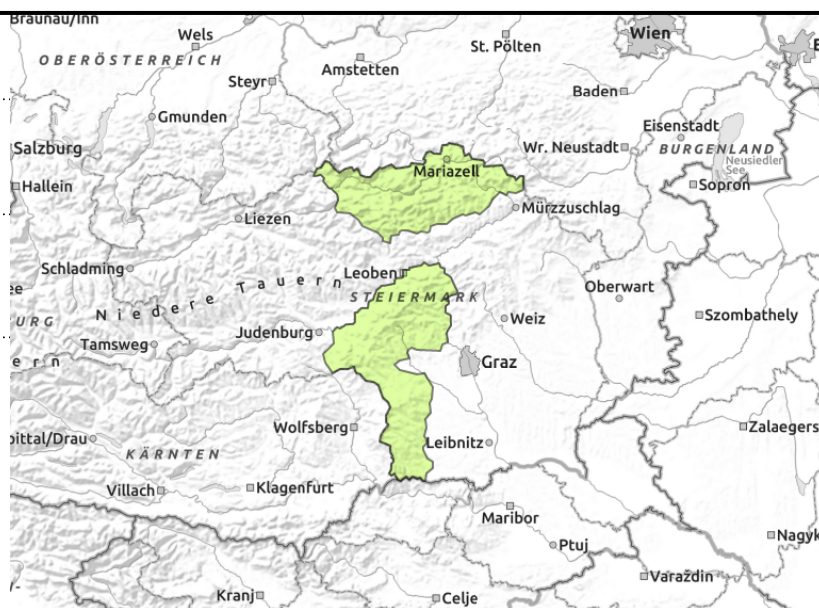 Braunau/Inn
Wels
Wien
St. Pölten
OBERÖSTERREICH
Amstetten
Steyr
Baden
Gmunden
Eisenstadt
Salzburg
Wr. Neustadt
BURGENLAND
Neusiedler
See
Mariazell
Hallein
Sopron
Mürzzuschlag
Liezen
Schladming
Leoben
Niedere Tauern
STEIERMARK
Oberwart
URG
Szombathely
Judenburg
Weiz
Tamsweg
ern
Graz
Wolfsberg
Zalaegers
pittal/Drau
Leibnitz
KÄRNTEN
Villach
Klagenfurt
Maribor
Nagyk
Ptuj
Varaždin
Kranj
Celje